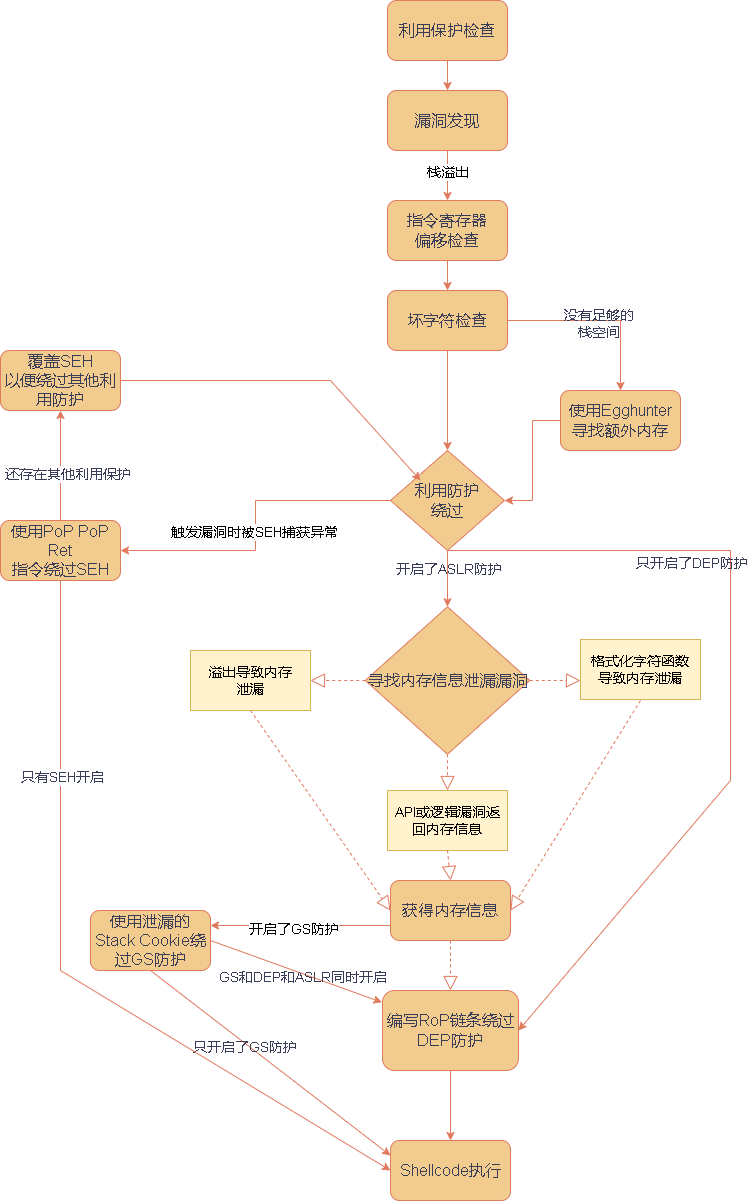 利用保护检查
漏洞发现
栈溢出
指令寄存器
偏移检查
坏字符检查
没有足够的
栈空间
覆盖SEH
以便绕过其他利
用防护
使用Egghunter
寻找额外内存
还存在其他利用保护
利用防护
绕过
使用PoP PoP
Ret
指令绕过SEH
触发漏洞时被SEH捕获异常
开启了ASLR防护
只开启了DEP防护
溢出导致内存
泄漏
寻找内存信息泄漏漏洞
格式化字符函数
导致内存泄漏
只有SEH开启
API或逻辑漏洞返
回内存信息
获得内存信息
开启了GS防护
使用泄漏的
Stack Cookie绕
过GS防护
GS和DEP和ASLR同时开启
编写RoP链条绕过
DEP防护
只开启了GS防护
Shellcode执行